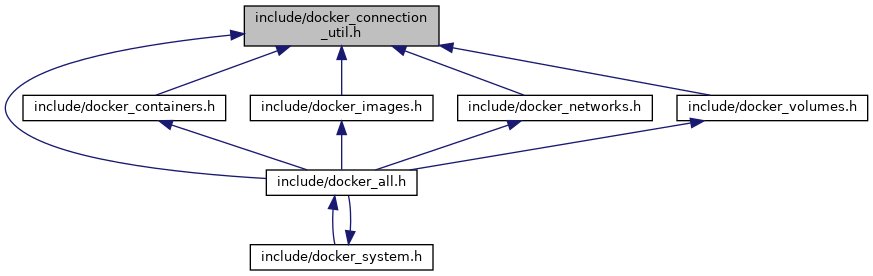 include/docker_connection
_util.h
include/docker_containers.h
include/docker_images.h
include/docker_networks.h
include/docker_volumes.h
include/docker_all.h
include/docker_system.h